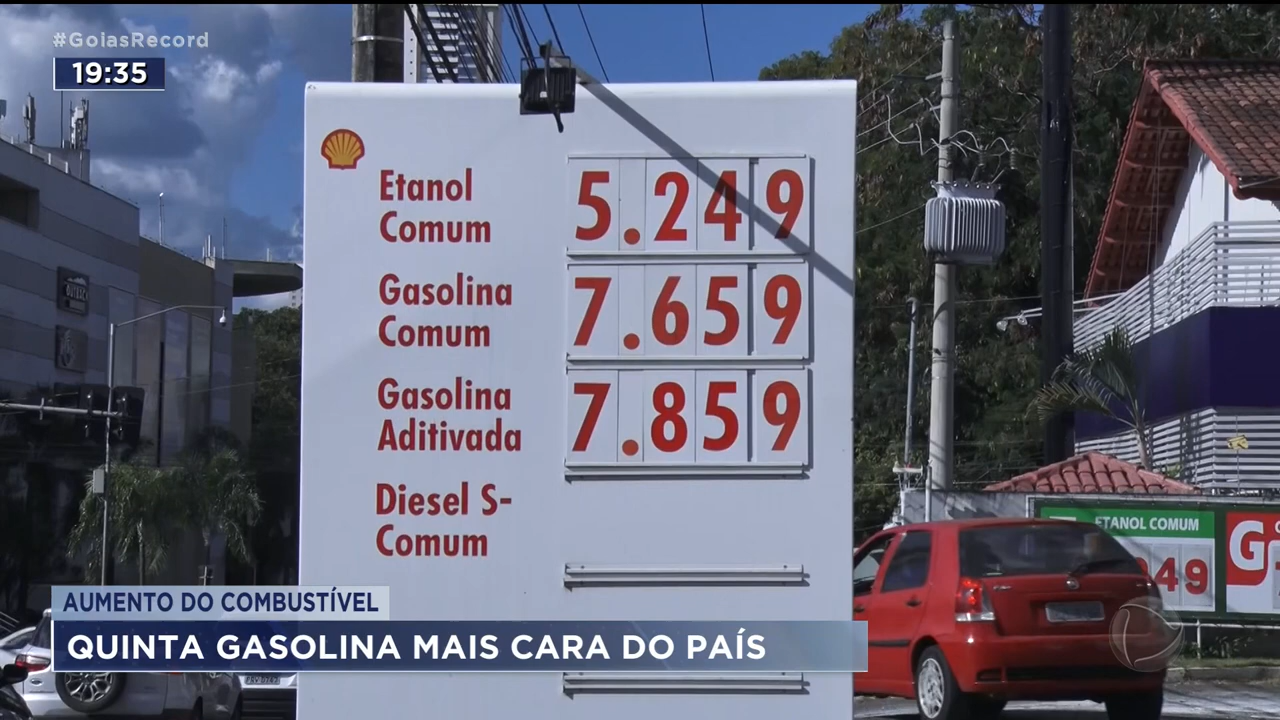 #GoiasRecord
19:35
Etanol
Comum
5.249
Gasolina
Comum
7.659
Gasolina
Aditivada
7.859
Diesel S-
Comum
ETANOL COMUM
49
G
AUMENTO DO COMBUSTÍVEL
QUINTA GASOLINA MAIS CARA DO PAÍS